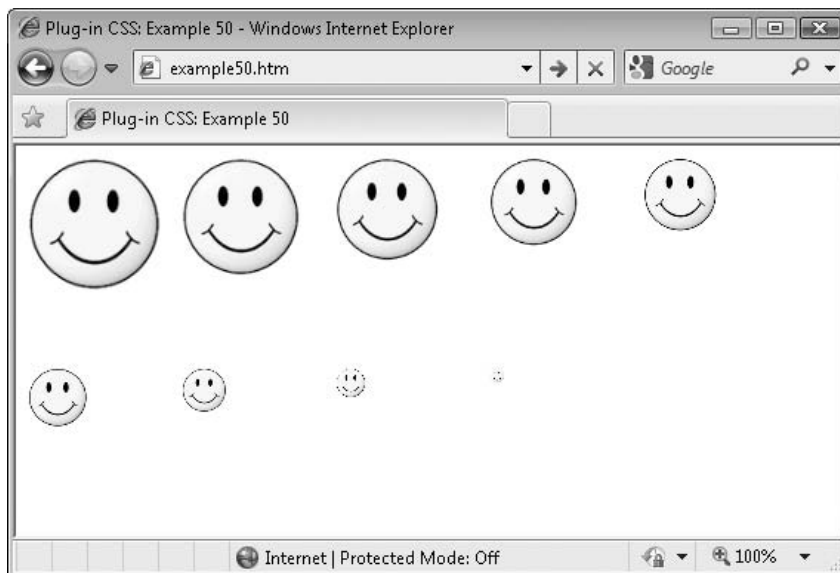 Plug-in CSS: Example 50 - Windows Internet Explorer
example50.htm
Google
Plug-in CSS: Example 50
Internet | Protected Mode: Off
100%